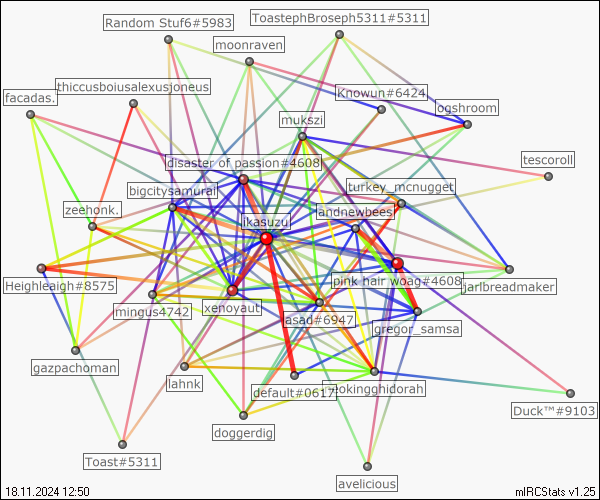 Random Stuf6#5983
ToastephBroseph5311#5311
moonraven
thiccusboiusalexusjoneus
Knowun#6424
facadas.
ogshroom
mukszi
tescoroll
disaster of passion#4608
bigcitysamurai
turkey_mcnugget
zeehonk.
andnewbees
ikasuzu
Heighleaigh#8575
pink hair woag#4608
jarlbreadmaker
mingus4742
xenoyaut
asad#6947
gregor_samsa
gazpachoman
lahnk
default#0617
mokingghidorah
Duck™#9103
doggerdig
Toast#5311
avelicious
18.11.2024 12:50
mIRCStats v1.25